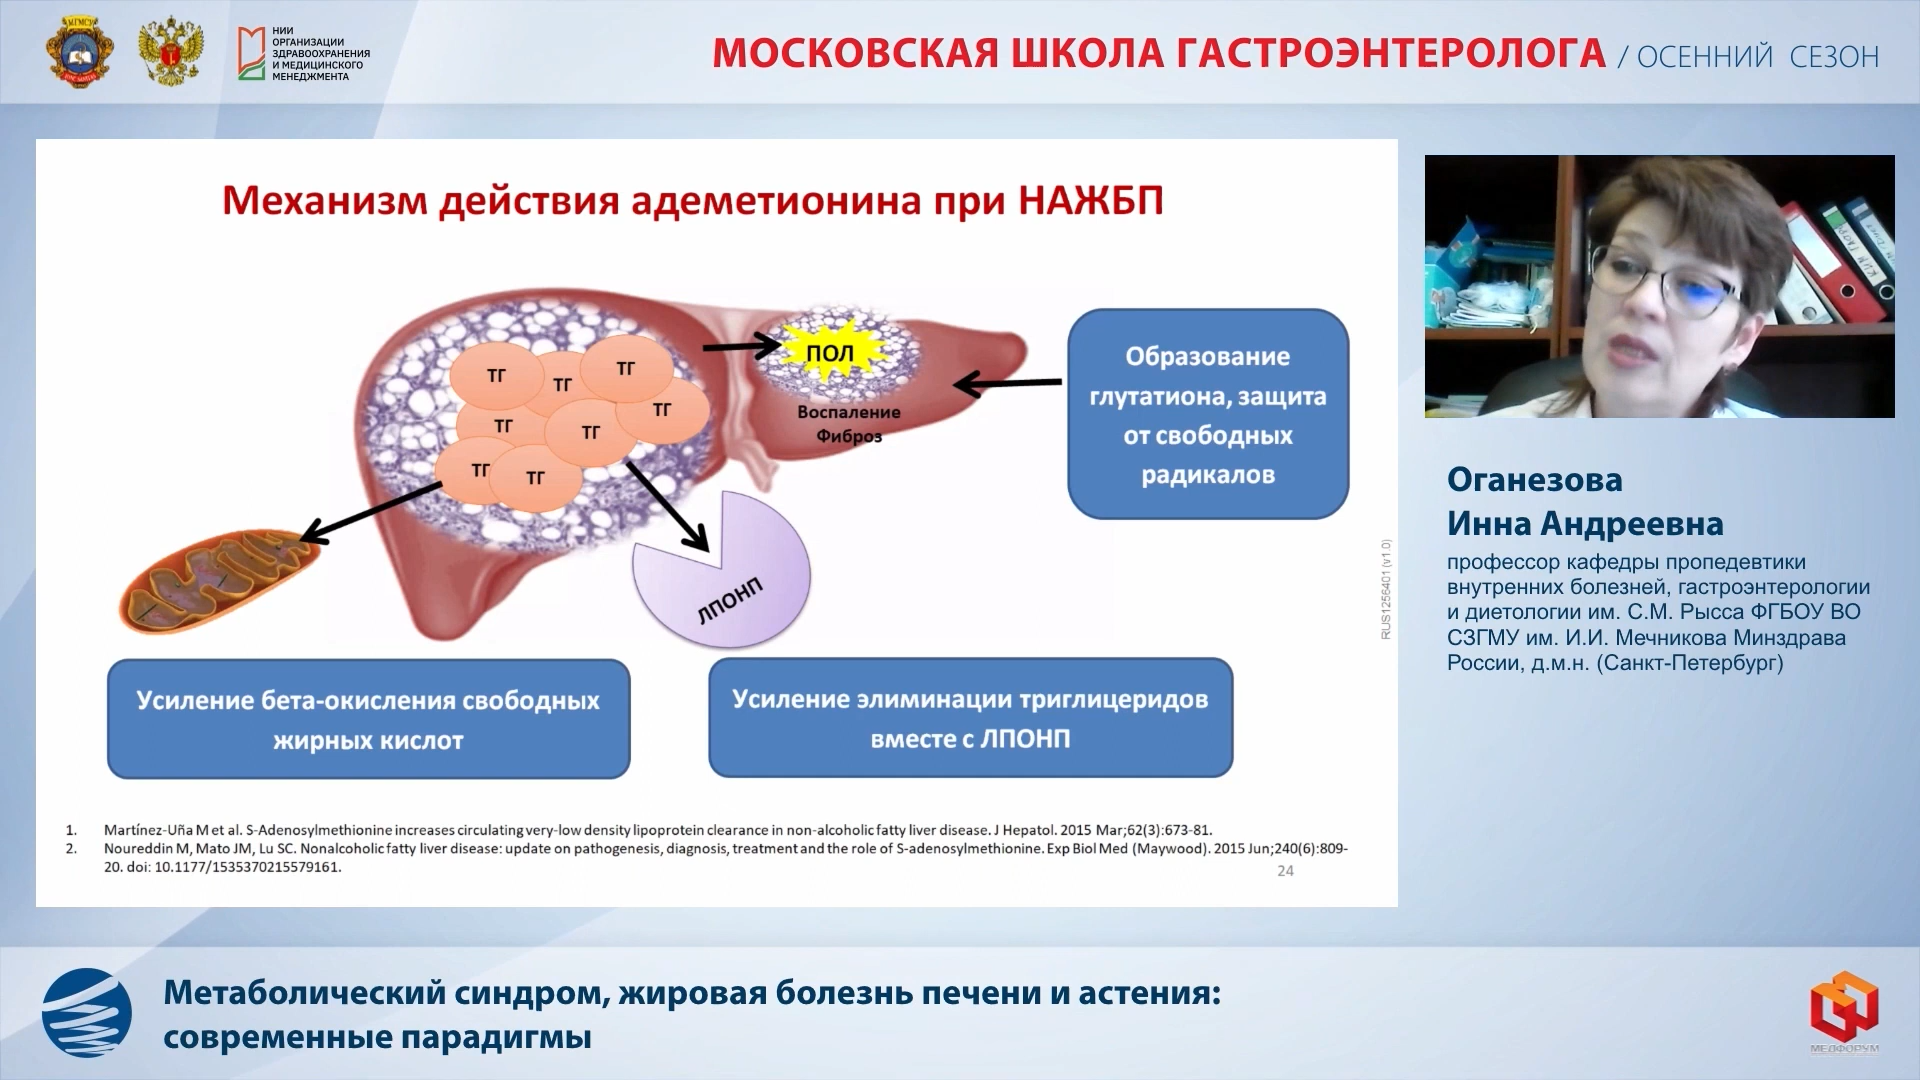 МГМСУ
НИИ
ОРГАНИЗАЦИИ
ЗДРАВООХРАНЕНИЯ
И МЕДИЦИНСКОГО
МЕНЕДЖМЕНТА
МОСКОВСКАЯ ШКОЛА ГАСТРОЭНТЕРОЛОГА / ОСЕННИЙ СЕЗОН
Механизм действия адеметионина при НАЖБП
ТГ
ТГ
ТГ
ТГ
ТГ
ТГ
ТГ
ТГ
ПОЛ
Воспаление
Фиброз
Образование
глутатиона, защита
от свободных
радикалов
ЛПОНП
RUS1256401 (v1.0)
Усиление бета-окисления свободных
жирных кислот
Усиление элиминации триглицеридов
вместе с ЛПОНП
1. Martínez-Uña M et al. S-Adenosylmethionine increases circulating very-low density lipoprotein clearance in non-alcoholic fatty liver disease. J Hepatol. 2015 Mar;62(3):673-81.
2. Noureddin M, Mato JM, Lu SC. Nonalcoholic fatty liver disease: update on pathogenesis, diagnosis, treatment and the role of S-adenosylmethionine. Exp Biol Med (Maywood). 2015 Jun;240(6):809-
20. doi: 10.1177/1535370215579161.
24
Оганезова
Инна Андреевна
профессор кафедры пропедевтики
внутренних болезней, гастроэнтерологии
и диетологии им. С.М. Рысса ФГБОУ ВО
СЗГМУ им. И.И. Мечникова Минздрава
России, д.м.н. (Санкт-Петербург)
Метаболический синдром, жировая болезнь печени и астения:
современные парадигмы
МЕДФОРУМ